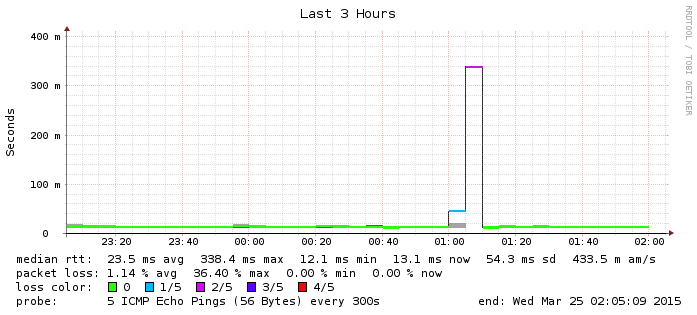 Last 3 Hours
RRDTOOL / TOBI OETIKER
Seconds
400 m
300 m
200 m
100 m
0
23:20 23:40 00:00 00:20 00:40 01:00 01:20 01:40 02:00
median rtt: 23.5 ms avg 338.4 ms max 12.1 ms min 13.1 ms now 54.3 ms sd 433.5 m am/s
packet loss: 1.14 % avg 36.40 % max 0.00 % min 0.00 % now
loss color: 0 1/5 2/5 3/5 4/5
probe: 5 ICMP Echo Pings (56 Bytes) every 300s end: Wed Mar 25 02:05:09 2015